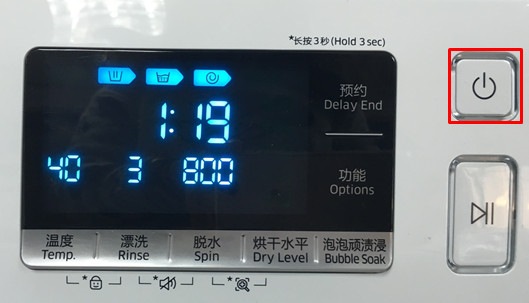 *长按3秒(Hold 3 sec)
预约
Delay End
1:19
40 3 800
功能
Options
温度 漂洗 脱水 烘干水平 泡泡顽渍浸
Temp. Rinse Spin Dry Level Bubble Soak
* * *